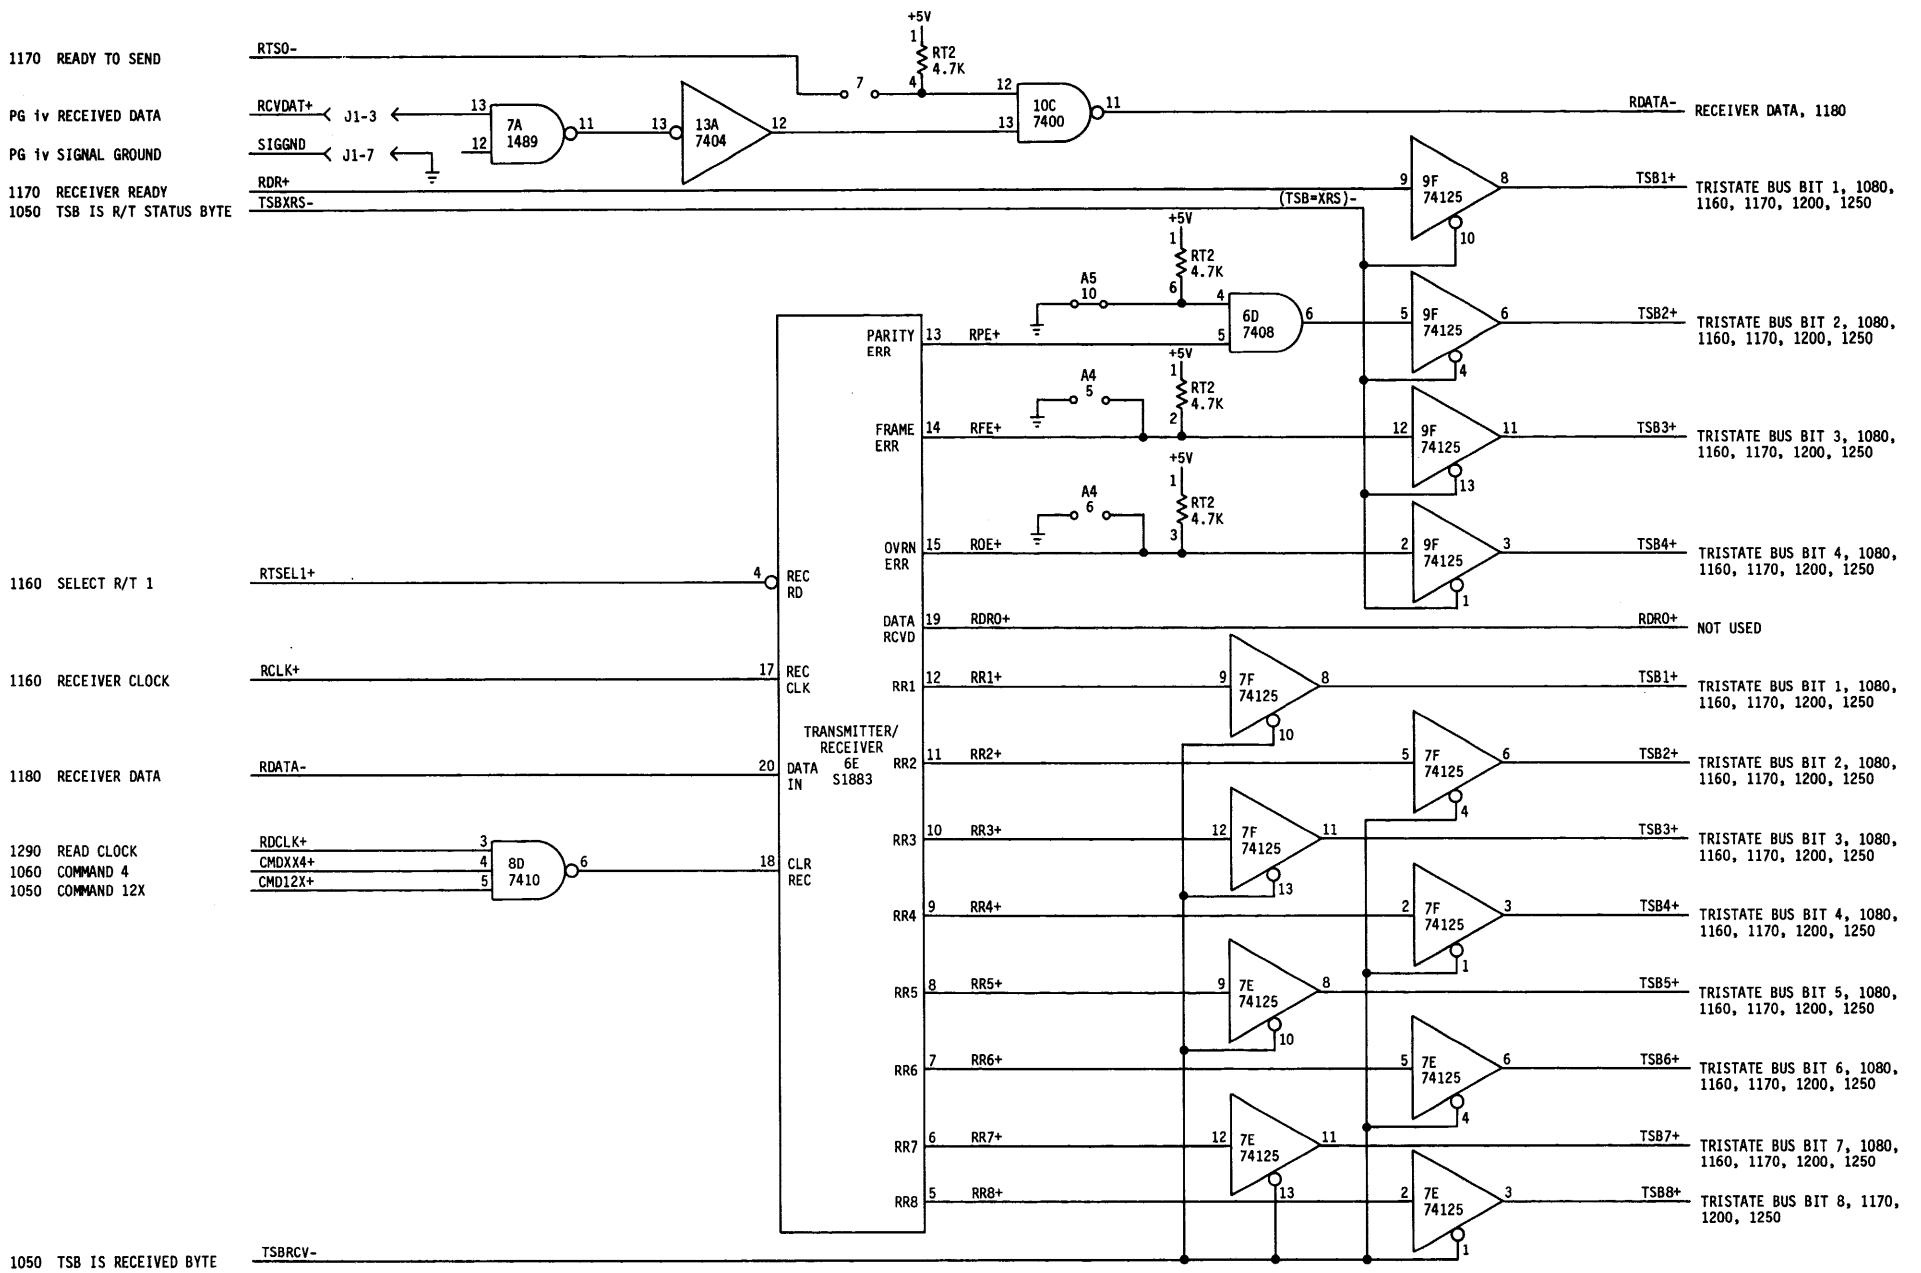 +5V
1
RT2
4.7K
4
1170 READY TO SEND RTSO-
7
12
10C
7400
11
RDATA- RECEIVER DATA, 1180
PG iv RECEIVED DATA RCVDAT+ J1-3
13
7A
1489
11
13
13A
7404
12
13
PG iv SIGNAL GROUND SIGGND J1-7
12
1170 RECEIVER READY RDR+
1050 TSB IS R/T STATUS BYTE TSBXRS-
(TSB=XRS)-
9
9F
74125
8
10
TSB1+ TRISTATE BUS BIT 1, 1080,
1160, 1170, 1200, 1250
+5V
1
RT2
4.7K
6
A5
10
4
6D
7408
6
5
5
9F
74125
6
4
TSB2+ TRISTATE BUS BIT 2, 1080,
1160, 1170, 1200, 1250
PARITY
ERR
13 RPE+
+5V
1
RT2
4.7K
2
A4
5
FRAME
ERR
14 RFE+
12
9F
74125
11
13
TSB3+ TRISTATE BUS BIT 3, 1080,
1160, 1170, 1200, 1250
+5V
1
RT2
4.7K
3
A4
6
OVRN
ERR
15 ROE+
2
9F
74125
3
1
TSB4+ TRISTATE BUS BIT 4, 1080,
1160, 1170, 1200, 1250
1160 SELECT R/T 1 RTSEL1+
4
REC
RD
DATA
RCVD
19 RDRO+
RDRO+ NOT USED
1160 RECEIVER CLOCK RCLK+
17
REC
CLK
RR1
12 RR1+
9
7F
74125
8
10
TSB1+ TRISTATE BUS BIT 1, 1080,
1160, 1170, 1200, 1250
TRANSMITTER/
RECEIVER
6E
S1883
1180 RECEIVER DATA RDATA-
20
DATA
IN
RR2
11 RR2+
5
7F
74125
6
4
TSB2+ TRISTATE BUS BIT 2, 1080,
1160, 1170, 1200, 1250
1290 READ CLOCK RDCLK+
1060 COMMAND 4 CMDXX4+
1050 COMMAND 12X CMD12X+
3
4
5
8D
7410
6
18
CLR
REC
RR3
10 RR3+
12
7F
74125
11
13
TSB3+ TRISTATE BUS BIT 3, 1080,
1160, 1170, 1200, 1250
RR4
9 RR4+
2
7F
74125
3
1
TSB4+ TRISTATE BUS BIT 4, 1080,
1160, 1170, 1200, 1250
RR5
8 RR5+
9
7E
74125
8
10
TSB5+ TRISTATE BUS BIT 5, 1080,
1160, 1170, 1200, 1250
RR6
7 RR6+
5
7E
74125
6
4
TSB6+ TRISTATE BUS BIT 6, 1080,
1160, 1170, 1200, 1250
RR7
6 RR7+
12
7E
74125
11
13
TSB7+ TRISTATE BUS BIT 7, 1080,
1160, 1170, 1200, 1250
RR8
5 RR8+
2
7E
74125
3
1
TSB8+ TRISTATE BUS BIT 8, 1170,
1200, 1250
1050 TSB IS RECEIVED BYTE TSBRCV-